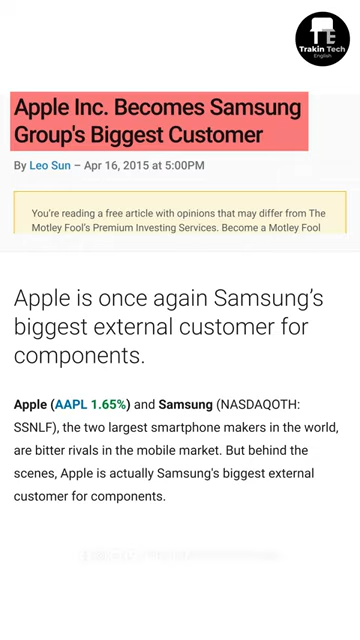 TE
Trakin Tech
English
Apple Inc. Becomes Samsung
Group's Biggest Customer
By Leo Sun – Apr 16, 2015 at 5:00PM
You're reading a free article with opinions that may differ from The
Motley Fool's Premium Investing Services. Become a Motley Fool
Apple is once again Samsung's
biggest external customer for
components.
Apple (AAPL 1.65%) and Samsung (NASDAQOTH:
SSNLF), the two largest smartphone makers in the world,
are bitter rivals in the mobile market. But behind the
scenes, Apple is actually Samsung's biggest external
customer for components.